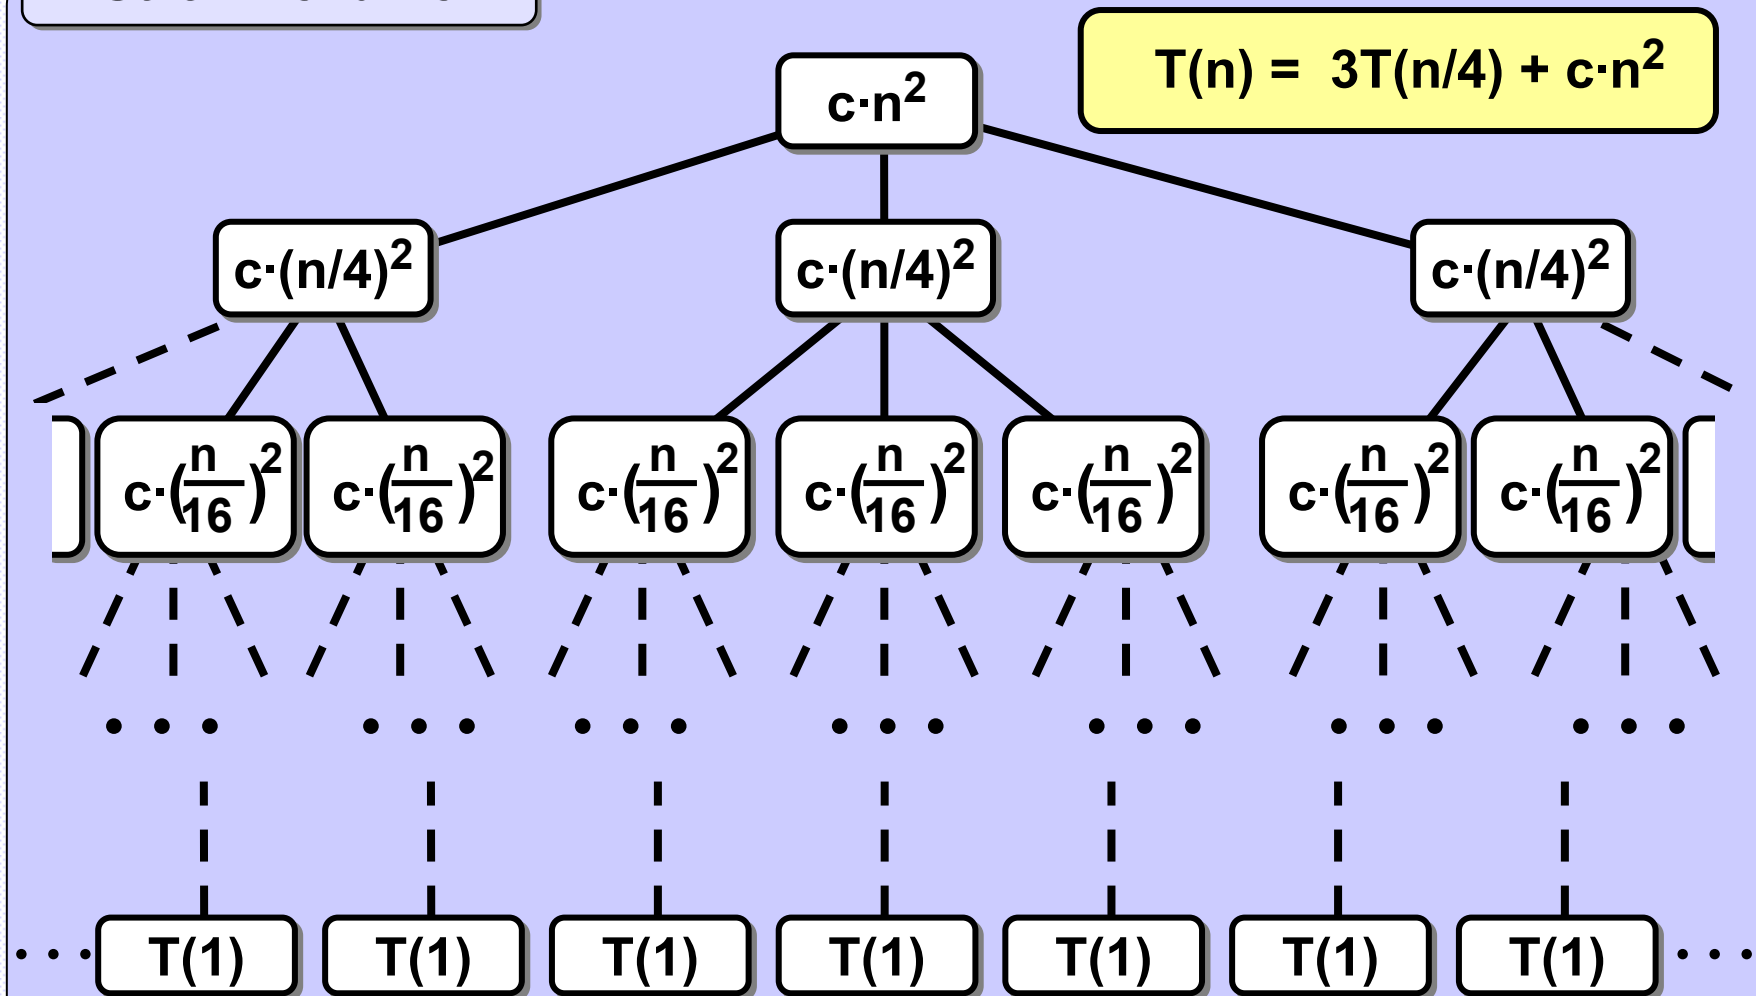 T(n) = 3T(n/4) + c·n²
c·n²
c·(n/4)² c·(n/4)² c·(n/4)²
c·(n/16)² c·(n/16)² c·(n/16)² c·(n/16)² c·(n/16)² c·(n/16)² c·(n/16)²
• • • • • • • • • • • • • • • • • • • • •
· · · T(1) T(1) T(1) T(1) T(1) T(1) T(1) · · ·